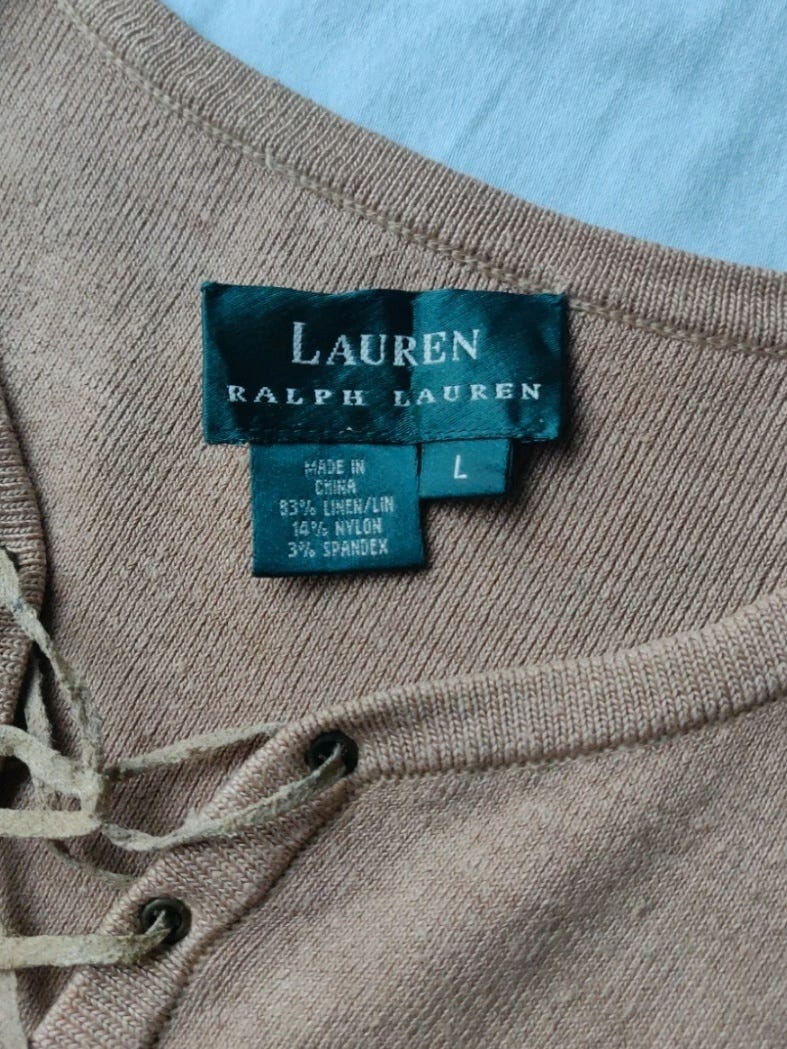 LAUREN
RALPH LAUREN
MADE IN
CHINA
83% LINEN/LIN
14% NYLON
3% SPANDEX
L